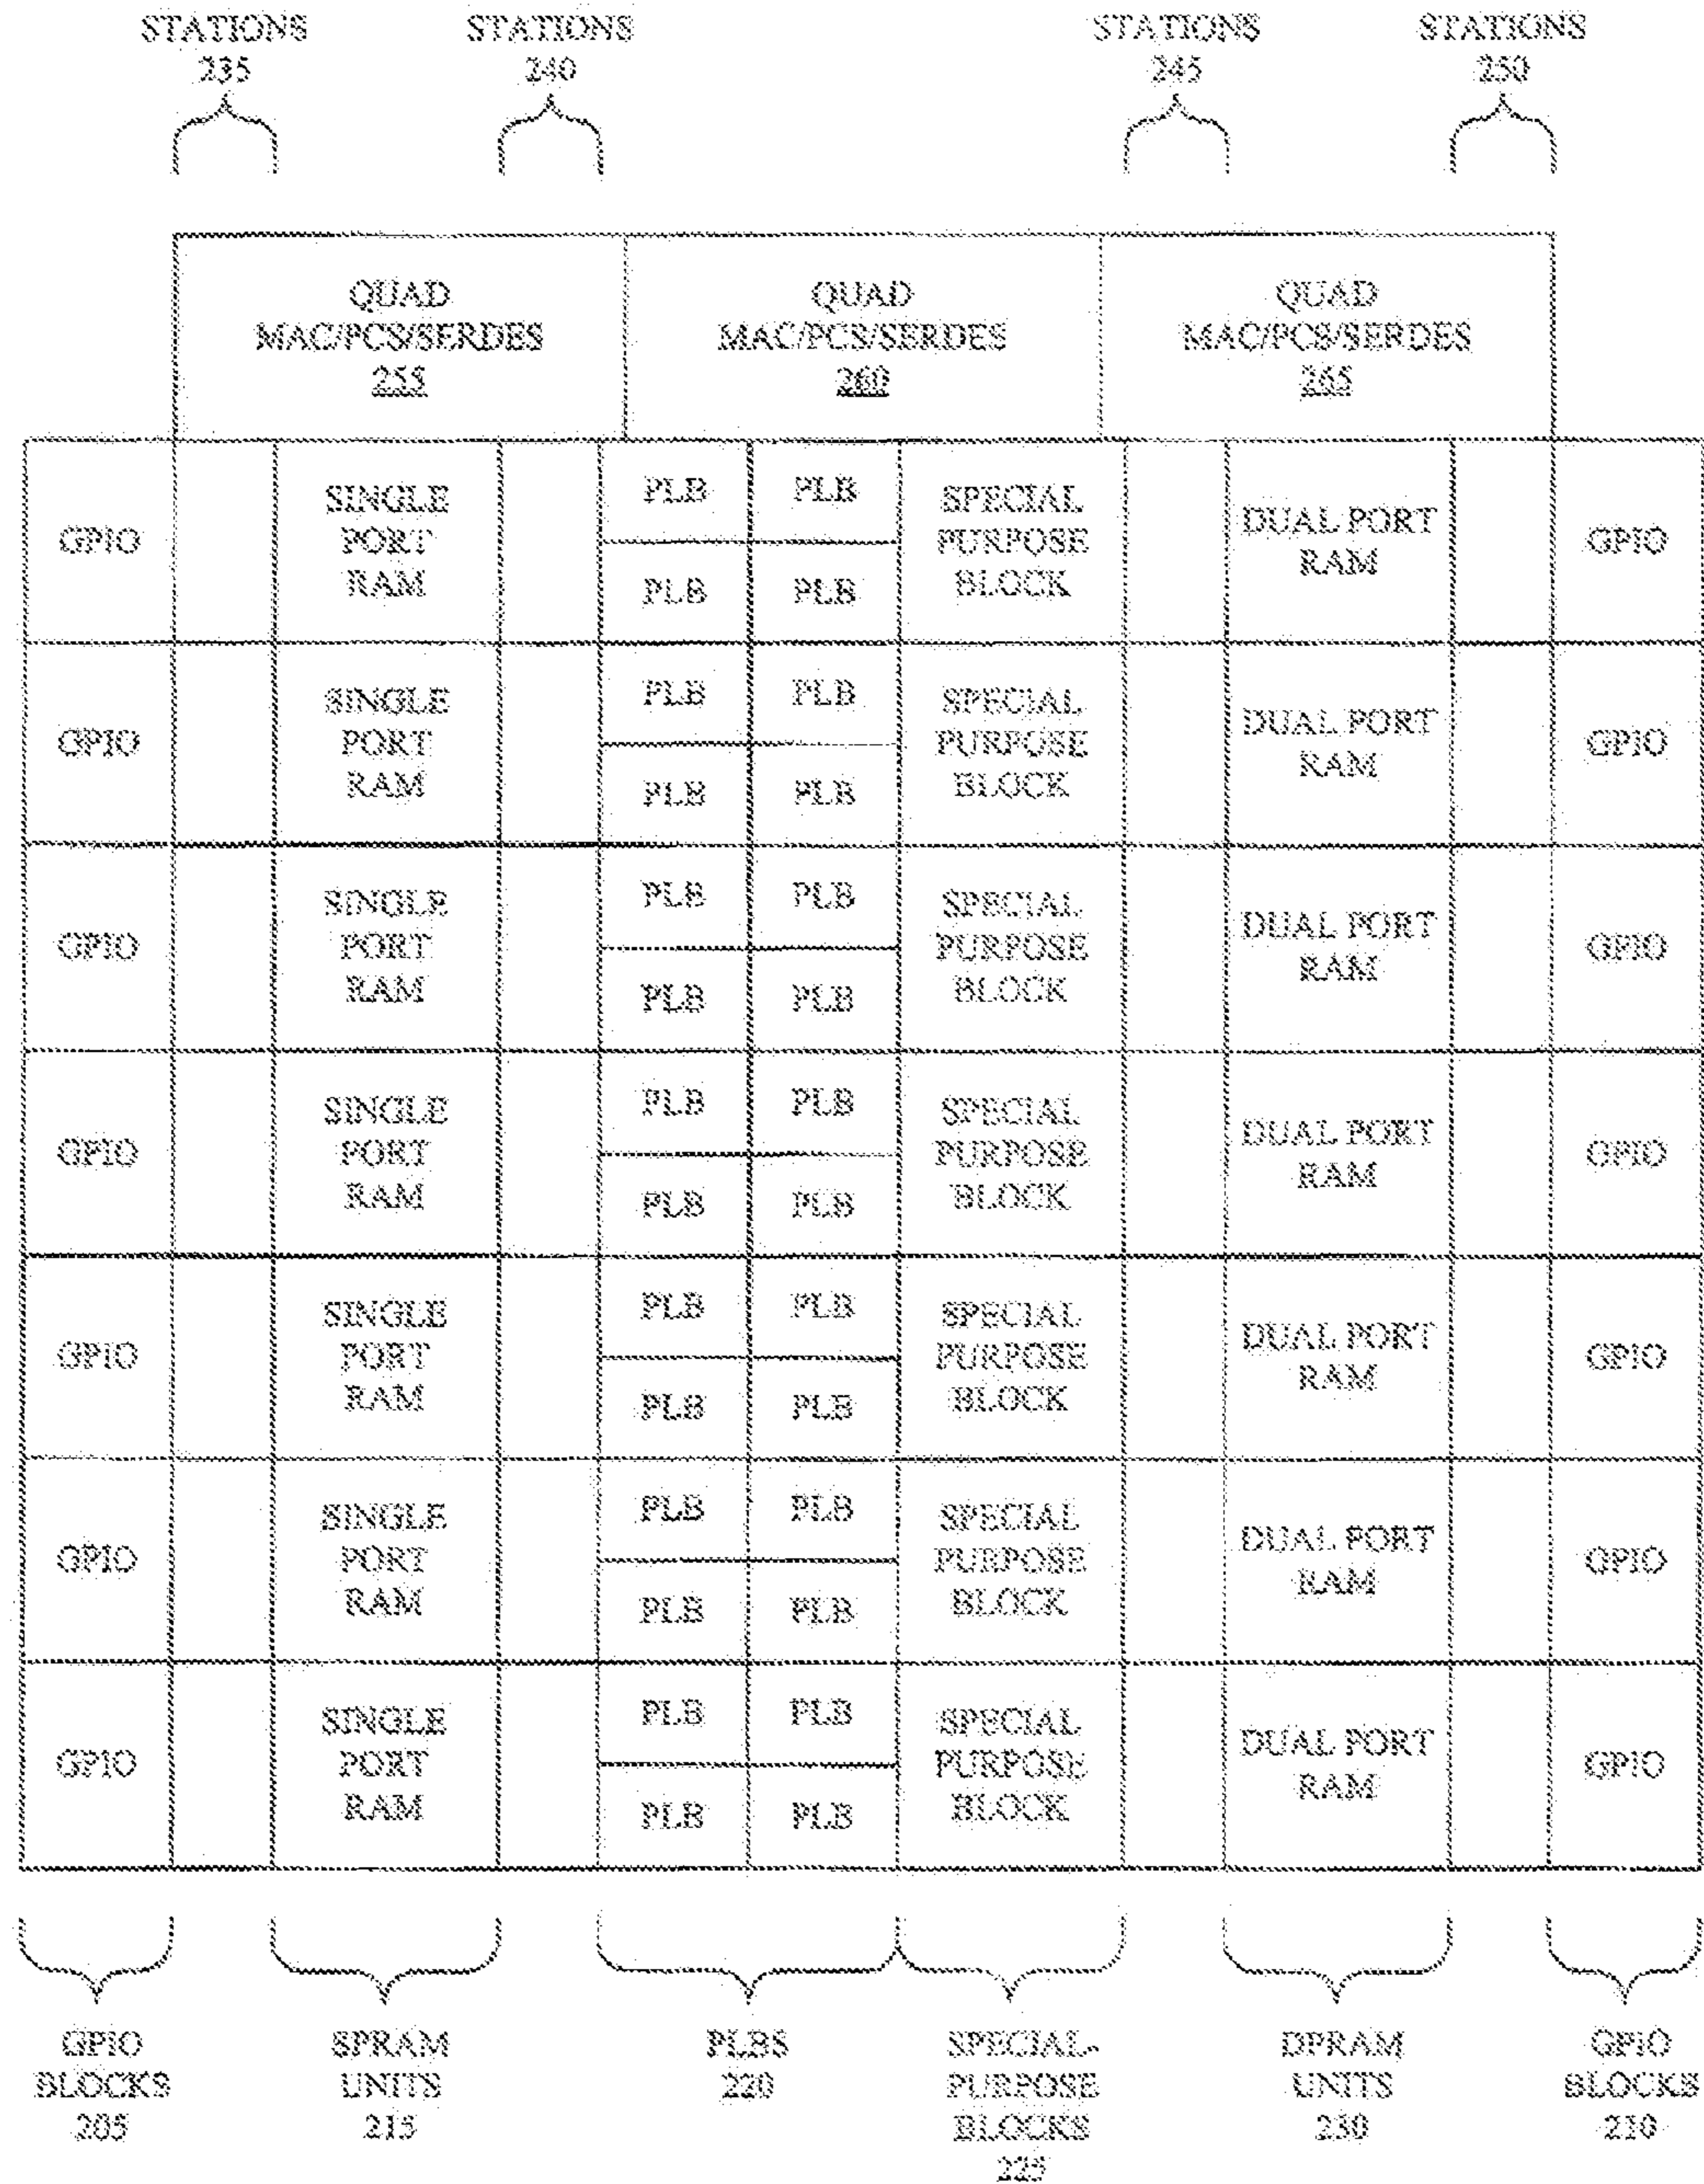 STATIONS STATIONS STATIONS STATIONS
235 240 245 250
QUAD QUAD QUAD
MAC/PCS/SERDES MAC/PCS/SERDES MAC/PCS/SERDES
255 260 265
SINGLE PLB PLB SPECIAL DUAL PORT
GPIO PORT PURPOSE RAM GPIO
RAM PLB PLB BLOCK
SINGLE PLB PLB SPECIAL DUAL PORT
GPIO PORT PURPOSE RAM GPIO
RAM PLB PLB BLOCK
SINGLE PLB PLB SPECIAL DUAL PORT
GPIO PORT PURPOSE RAM GPIO
RAM PLB PLB BLOCK
SINGLE PLB PLB SPECIAL DUAL PORT
GPIO PORT PURPOSE RAM GPIO
RAM PLB PLB BLOCK
SINGLE PLB PLB SPECIAL DUAL PORT
GPIO PORT PURPOSE RAM GPIO
RAM PLB PLB BLOCK
SINGLE PLB PLB SPECIAL DUAL PORT
GPIO PORT PURPOSE RAM GPIO
RAM PLB PLB BLOCK
SINGLE PLB PLB SPECIAL DUAL PORT
GPIO PORT PURPOSE RAM GPIO
RAM PLB PLB BLOCK
GPIO SPRAM PLBS SPECIAL- DPRAM GPIO
BLOCKS UNITS 220 PURPOSE UNITS BLOCKS
205 215 BLOCKS 230 210
225